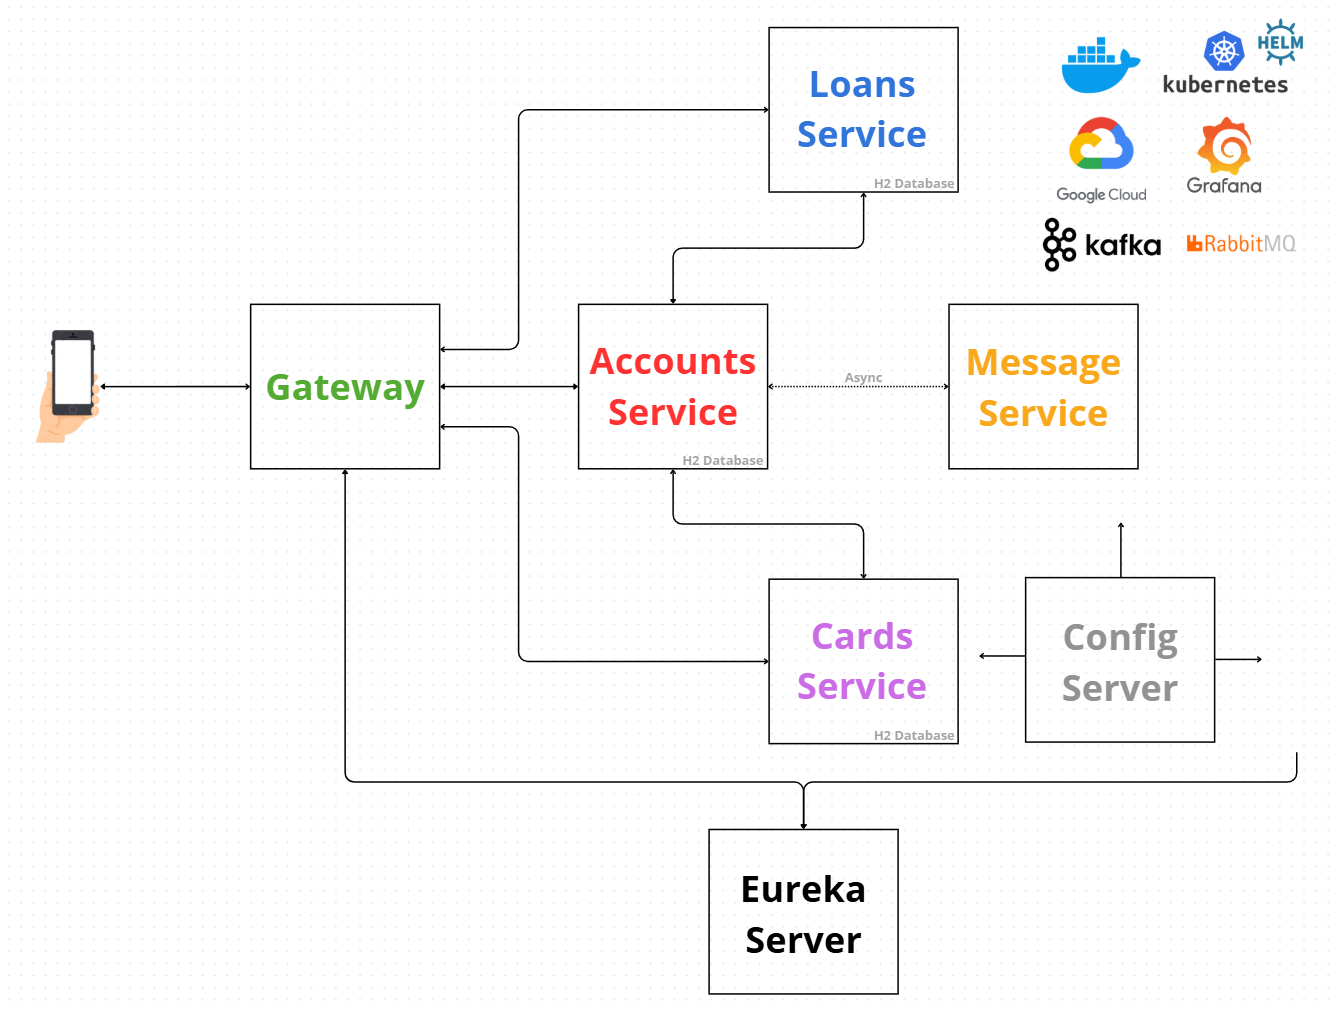 Loans
Service
H2 Database
HELM
kubernetes
Google Cloud
Grafana
kafka
RabbitMQ
Gateway
Accounts
Service
H2 Database
Async
Message
Service
Cards
Service
H2 Database
Config
Server
Eureka
Server